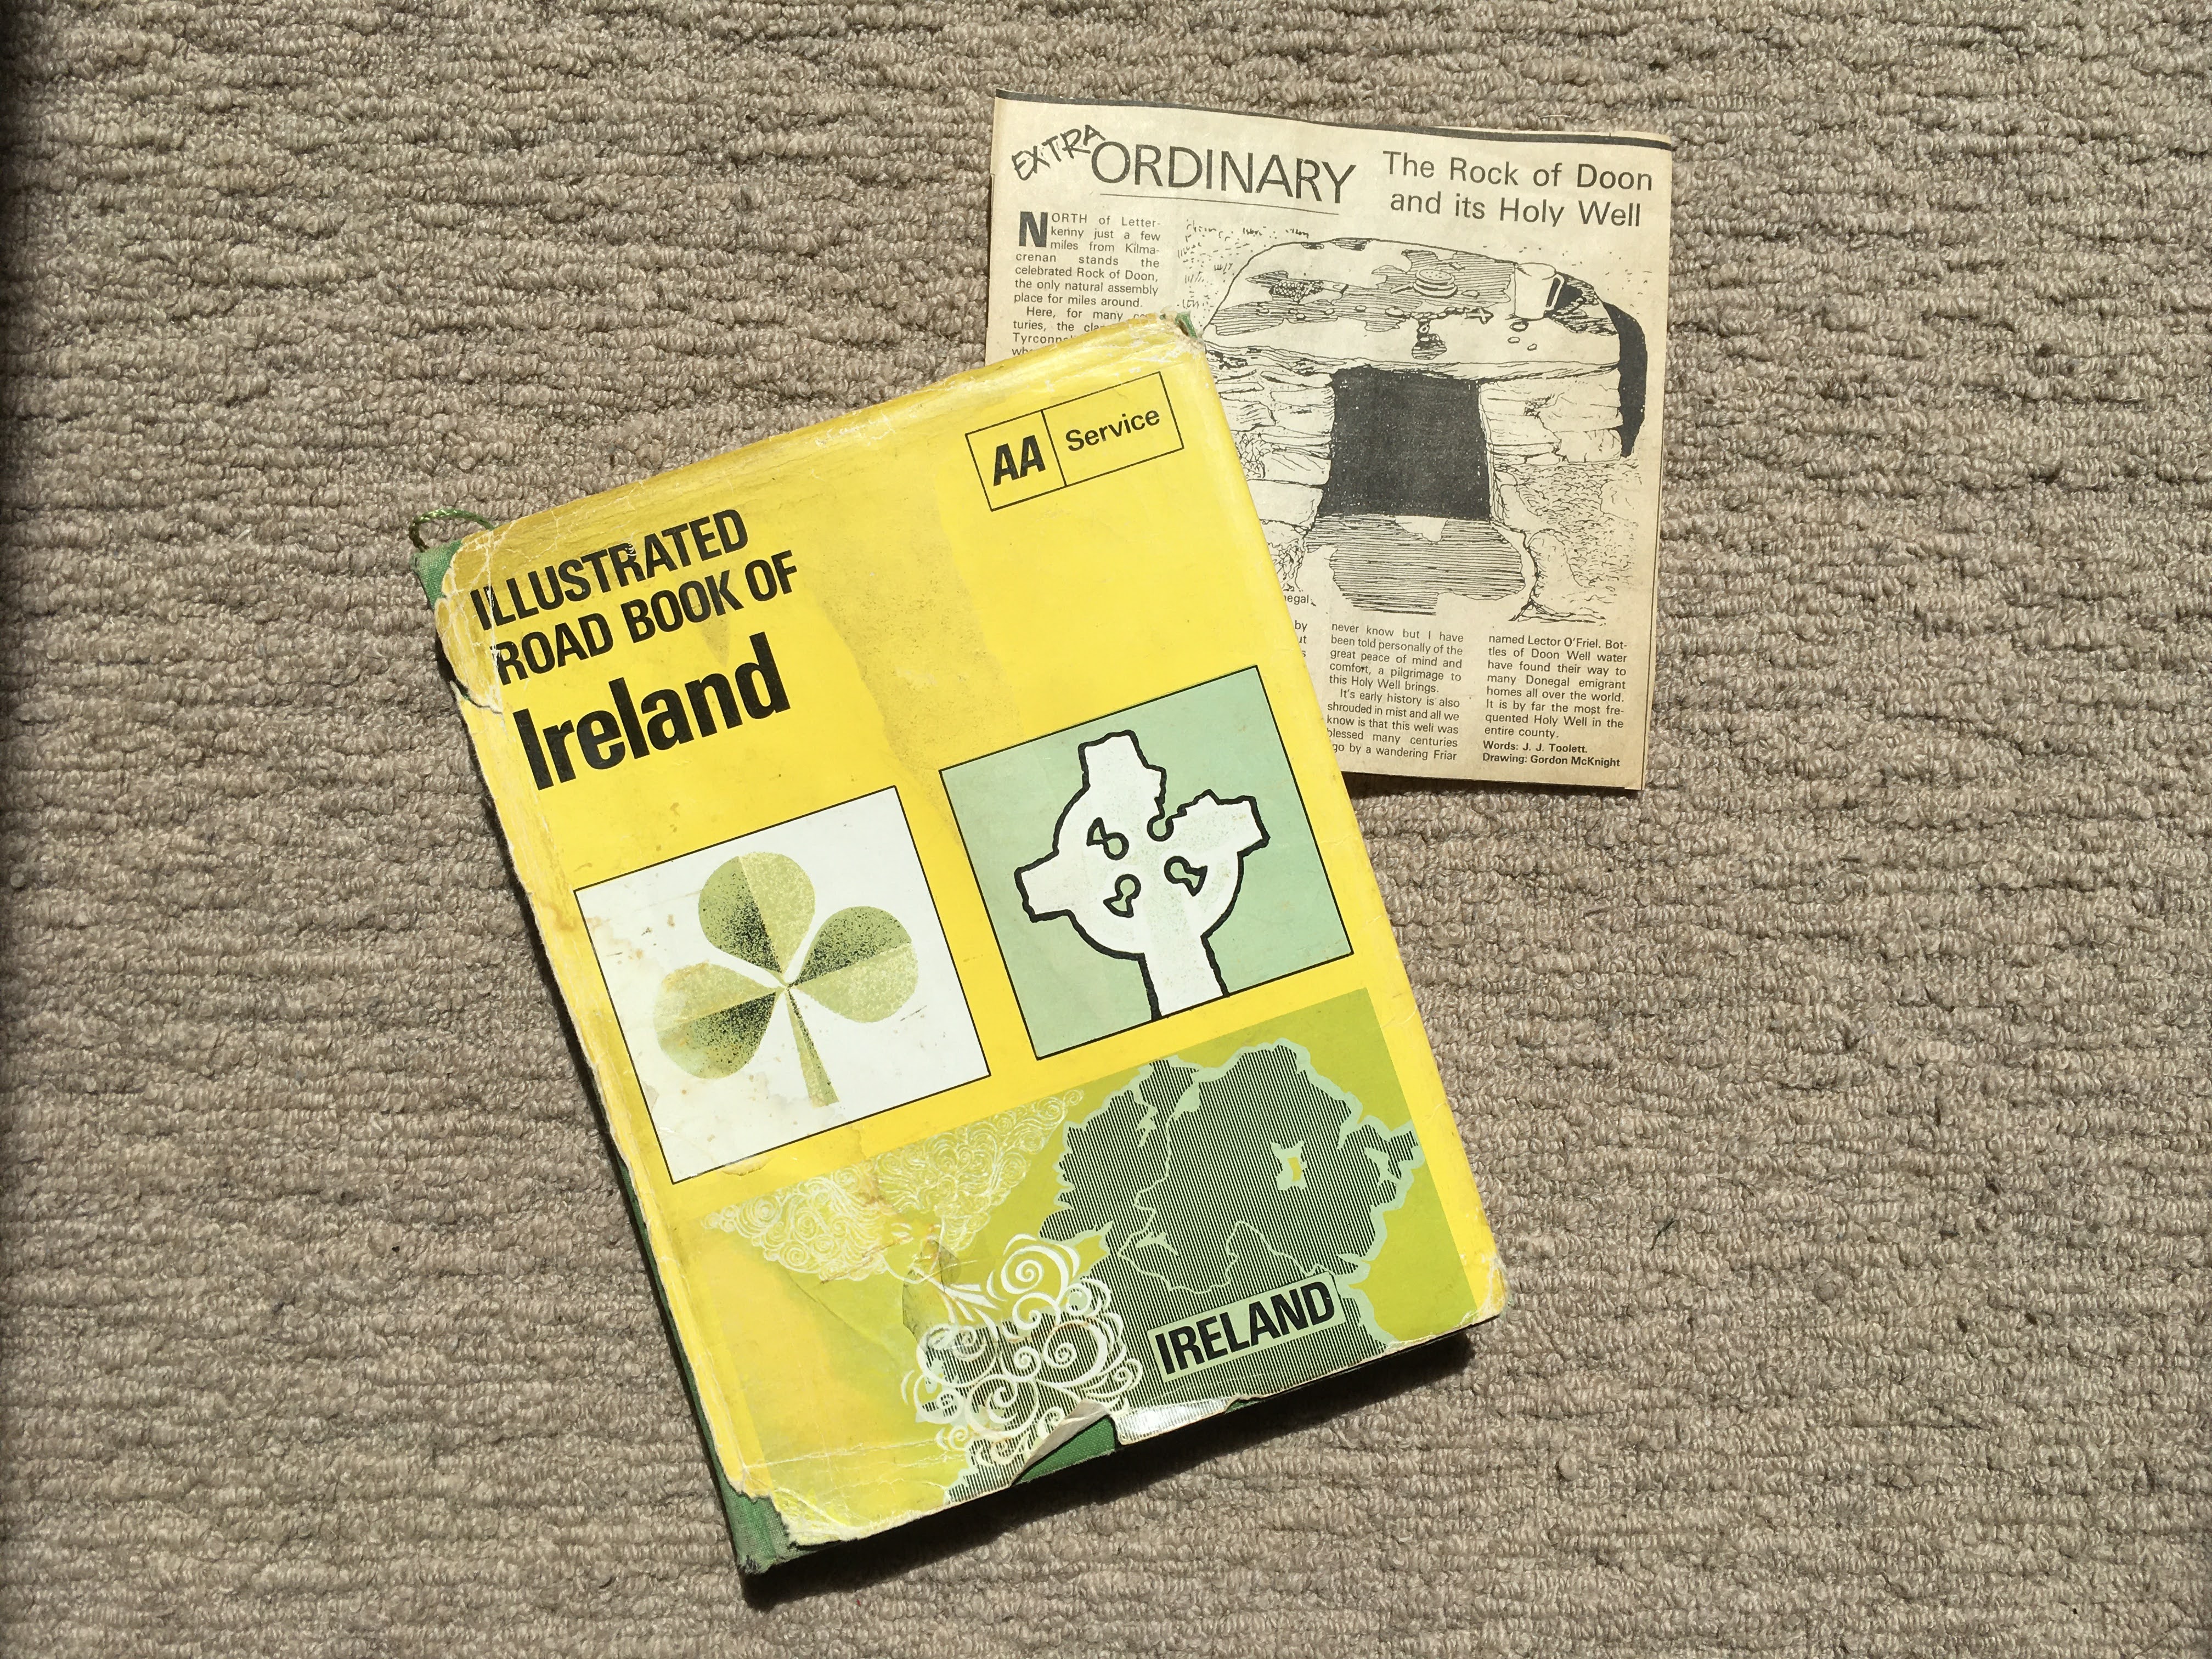 EXTRA ORDINARY
The Rock of Doon
and its Holy Well
NORTH of Letter-
kenny just a few
miles from Kilma-
crenan stands the
celebrated Rock of Doon,
the only natural assembly
place for miles around.
Here, for many
turies, the
never know but I have
been told personally of the
great peace of mind and
comfort, a pilgrimage to
this Holy Well brings.
It's early history is also
shrouded in mist and all we
know is that this well was
blessed many centuries
go by a wandering Friar
named Lector O'Friel. Bot-
tles of Doon Well water
have found their way to
many Donegal emigrant
homes all over the world.
It is by far the most fre-
quented Holy Well in the
entire county.
Words: J. J. Toolett.
Drawing: Gordon McKnight
AA Service
ILLUSTRATED
ROAD BOOK OF
Ireland
IRELAND